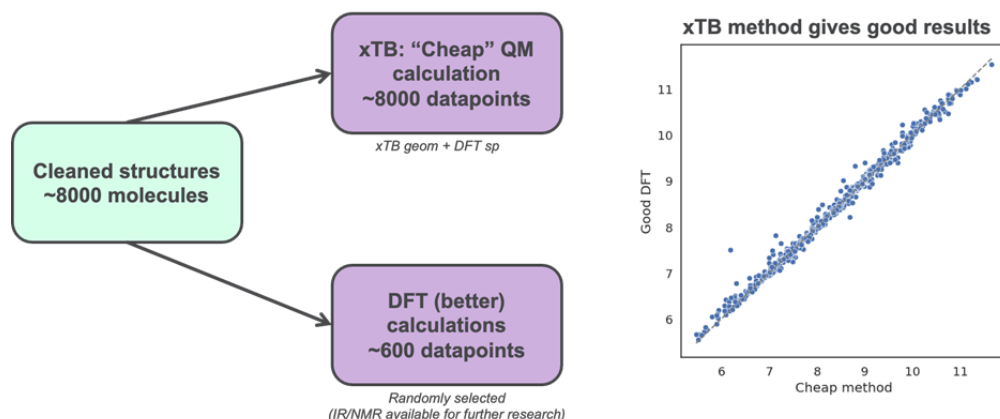 xTB: “Cheap” QM
calculation
~8000 datapoints
xTB geom + DFT sp
Cleaned structures
~8000 molecules
DFT (better)
calculations
~600 datapoints
Randomly selected
(IR/NMR available for further research)
xTB method gives good results
Good DFT
11
10
9
8
7
6
6 7 8 9 10 11
Cheap method